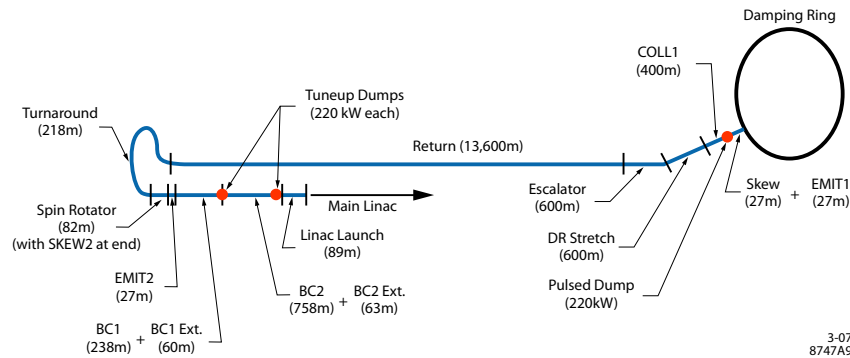 Damping Ring
COLL1
(400m)
Tuneup Dumps
(220 kW each)
Turnaround
(218m)
Return (13,600m)
Escalator
(600m)
Skew + EMIT1
(27m) (27m)
Main Linac
Spin Rotator
(82m)
(with SKEW2 at end)
Linac Launch
(89m)
DR Stretch
(600m)
EMIT2
(27m)
Pulsed Dump
(220kW)
BC2 + BC2 Ext.
(758m) (63m)
BC1 + BC1 Ext.
(238m) (60m)
3-07
8747A9